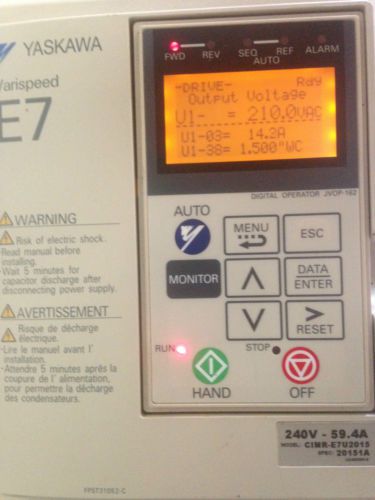 YASKAWA
Varispeed
E7
FWD REV SEQ REF ALARM
AUTO
-DRIVE- Rdy
Output Voltage
U1- = 210.0VAC
U1-03= 14.2A
U1-38= 1.500"WC
DIGITAL OPERATOR JVOP-162
AUTO
MENU
ESC
MONITOR
DATA
ENTER
>
RESET
RUN
STOP
HAND
OFF
WARNING
Risk of electric shock.
Read manual before
installing.
Wait 5 minutes for
capacitor discharge after
disconnecting power supply.
AVERTISSEMENT
Risque de décharge
électrique.
Lire le manuel avant l'
installation.
Attendre 5 minutes après la
coupure de l' alimentation,
pour permettre la décharge
des condensateurs.
240V - 59.4A
MODEL: CIMR-E7U2015
SPEC: 20151A